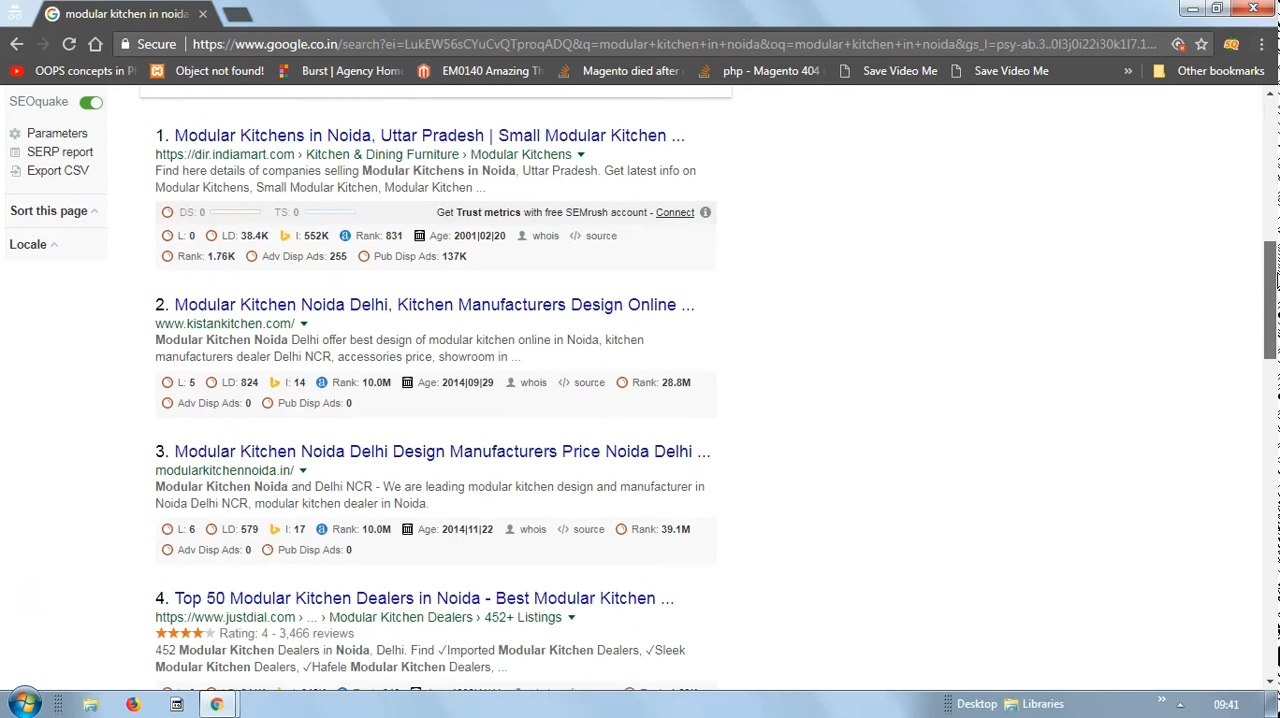 modular kitchen in noida
Secure https://www.google.co.in/search?ei=LukEW56sCYuCvQTproqADQ&q=modular+kitchen+in+noida&oq=modular+kitchen+in+noida&gs_l=psy-ab.3..0l3j0i22i30k1l7.1...
OOPS concepts in P Object not found! Burst | Agency Hom EM0140 Amazing Th Magento died after php - Magento 404 Save Video Me Save Video Me » Other bookmarks
SEOquake
Parameters
SERP report
Export CSV
Sort this page
Locale
1. Modular Kitchens in Noida, Uttar Pradesh | Small Modular Kitchen ...
https://dir.indiamart.com › Kitchen & Dining Furniture › Modular Kitchens
Find here details of companies selling Modular Kitchens in Noida, Uttar Pradesh. Get latest info on
Modular Kitchens, Small Modular Kitchen, Modular Kitchen ...
DS: 0 TS: 0 Get Trust metrics with free SEMrush account - Connect
L: 0 LD: 38.4K I: 552K Rank: 831 Age: 2001|02|20 whois source
Rank: 1.76K Adv Disp Ads: 255 Pub Disp Ads: 137K
2. Modular Kitchen Noida Delhi, Kitchen Manufacturers Design Online ...
www.kistankitchen.com/
Modular Kitchen Noida Delhi offer best design of modular kitchen online in Noida, kitchen
manufacturers dealer Delhi NCR, accessories price, showroom in ...
L: 5 LD: 824 I: 14 Rank: 10.0M Age: 2014|09|29 whois source Rank: 28.8M
Adv Disp Ads: 0 Pub Disp Ads: 0
3. Modular Kitchen Noida Delhi Design Manufacturers Price Noida Delhi ...
modularkitchennoida.in/
Modular Kitchen Noida and Delhi NCR - We are leading modular kitchen design and manufacturer in
Noida Delhi NCR, modular kitchen dealer in Noida.
L: 6 LD: 579 I: 17 Rank: 10.0M Age: 2014|11|22 whois source Rank: 39.1M
Adv Disp Ads: 0 Pub Disp Ads: 0
4. Top 50 Modular Kitchen Dealers in Noida - Best Modular Kitchen ...
https://www.justdial.com › ... › Modular Kitchen Dealers › 452+ Listings
Rating: 4 - 3,466 reviews
452 Modular Kitchen Dealers in Noida, Delhi. Find ✓Imported Modular Kitchen Dealers, ✓Sleek
Modular Kitchen Dealers, ✓Hafele Modular Kitchen Dealers, ...
Desktop Libraries » 09:41